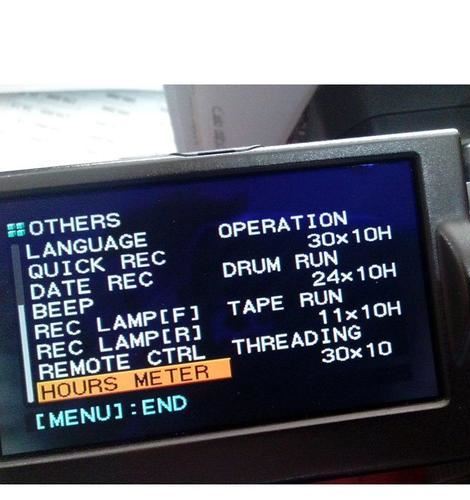 OTHERS
LANGUAGE
QUICK REC
DATE REC
BEEP
REC LAMP[F]
REC LAMP[R]
REMOTE CTRL
HOURS METER
[MENU]:END
OPERATION
30×10H
DRUM RUN
24×10H
TAPE RUN
11×10H
THREADING
30×10